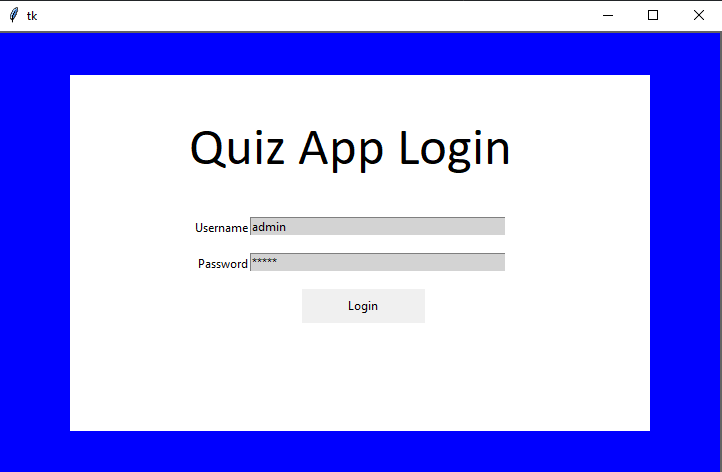 tk
Quiz App Login
Username admin
Password *****
Login